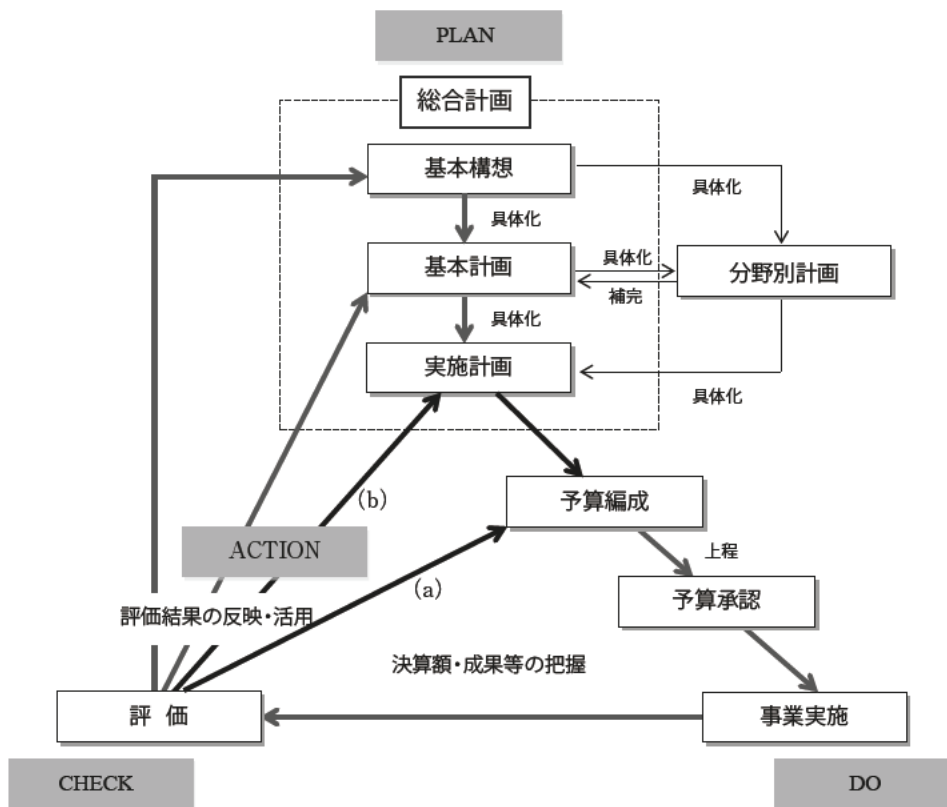 PLAN
総合計画
基本構想
具体化
具体化
基本計画
具体化
補完
分野別計画
具体化
実施計画
具体化
(b)
予算編成
ACTION
上程
(a)
予算承認
評価結果の反映・活用
決算額・成果等の把握
評 価
事業実施
CHECK
DO